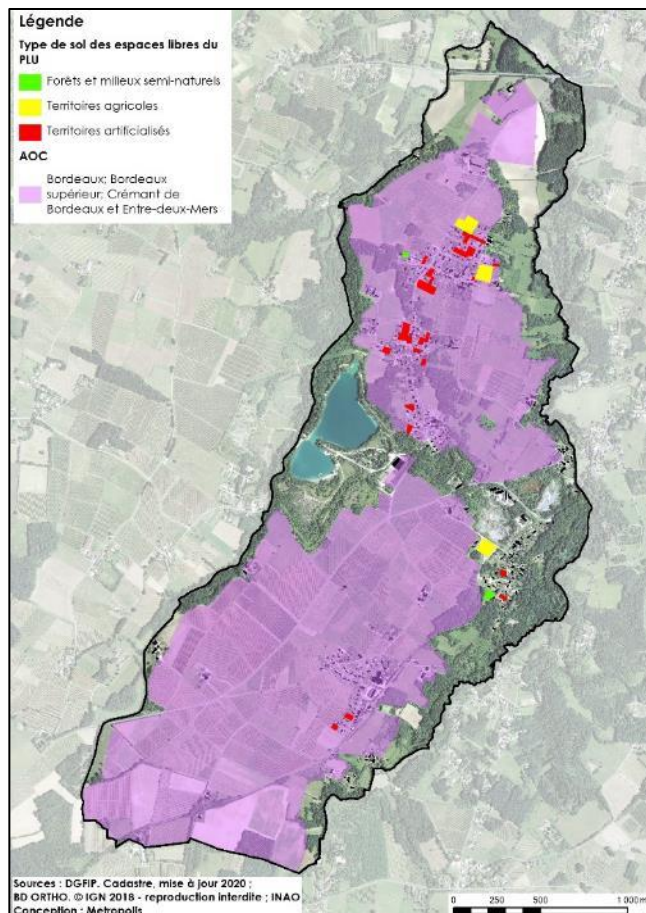 Légende
Type de sol des espaces libres du
PLU
Forêts et milieux semi-naturels
Territoires agricoles
Territoires artificialisés
AOC
Bordeaux; Bordeaux
supérieur; Crémant de
Bordeaux et Entre-deux-Mers
Sources : DGFiP. Cadastre, mise à jour 2020 ;
BD ORTHO. © IGN 2018 - reproduction interdite ; INAO
Conception : Metropolis
0 250 500 1 000 m